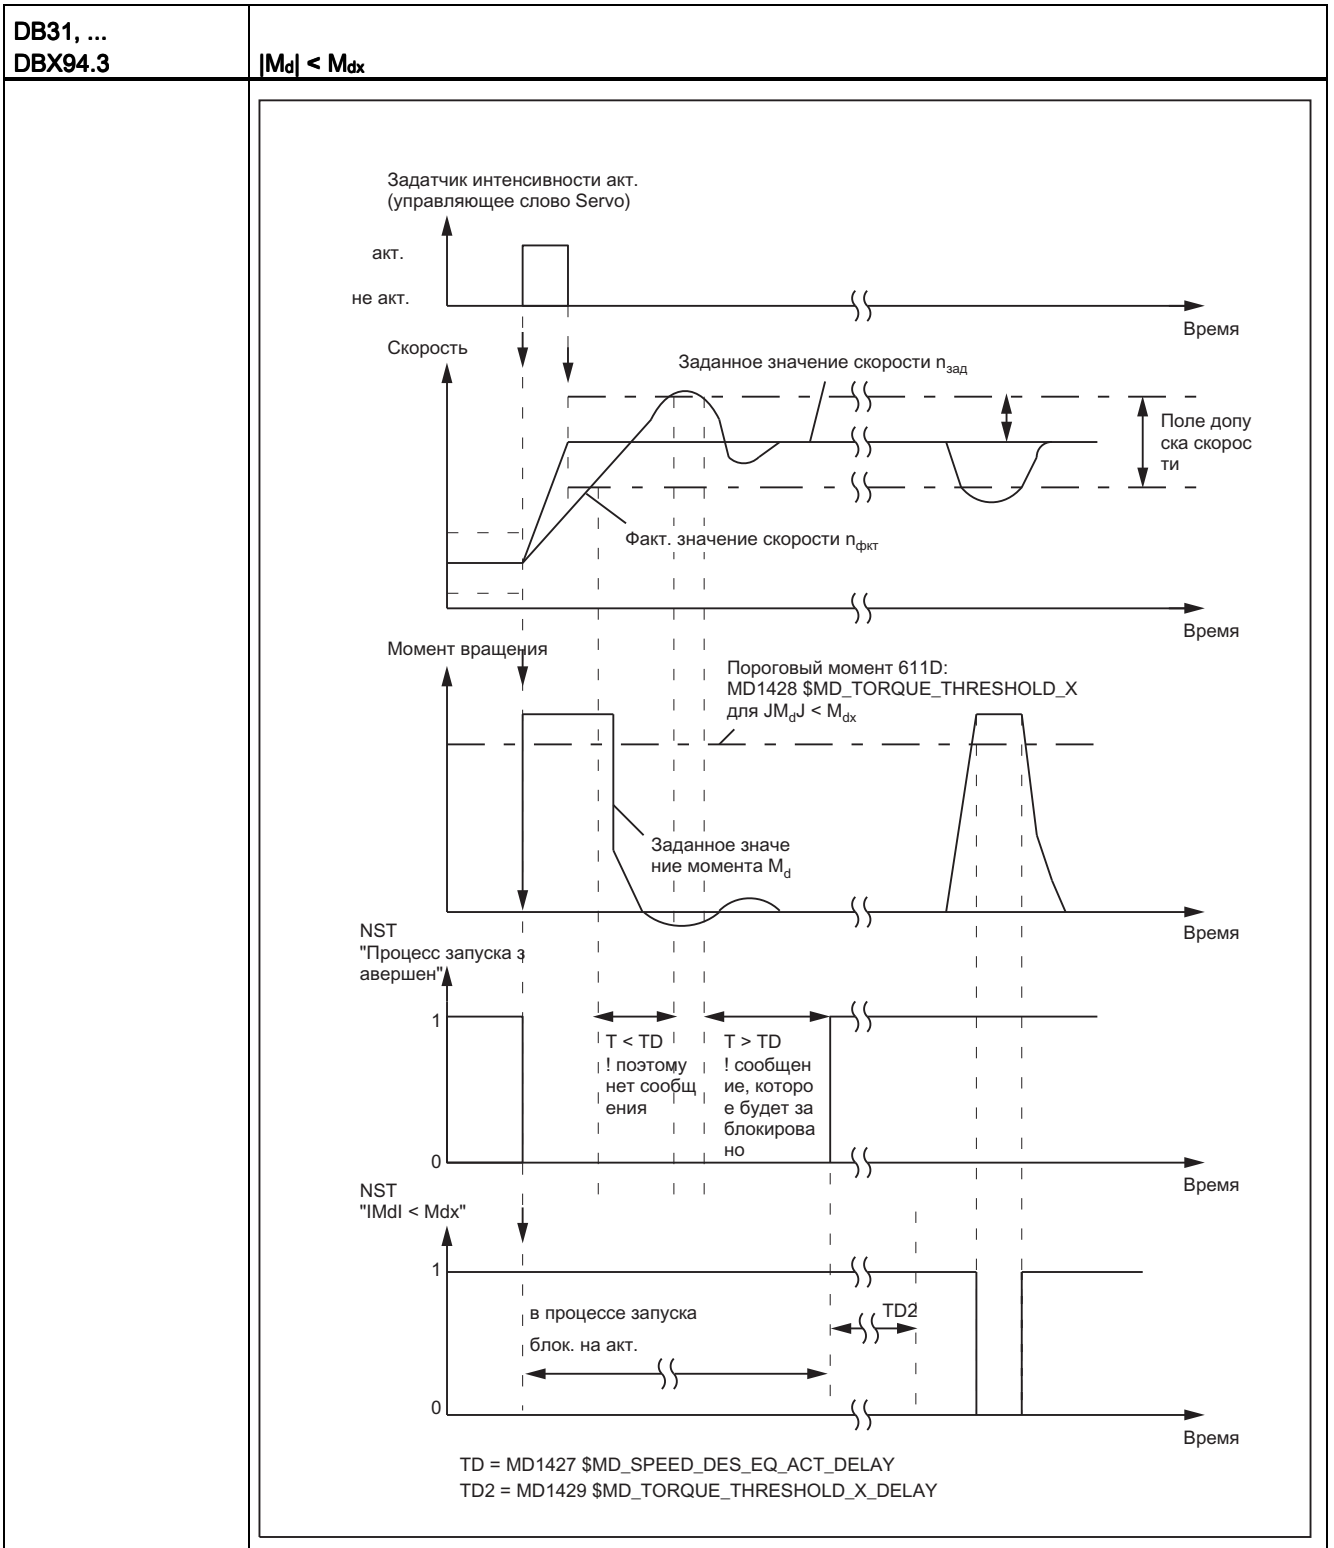 DB31, ...
DBX94.3
|Md| < Mdx
Задатчик интенсивности акт.
(управляющее слово Servo)
акт.
не акт.
Время
Скорость
Заданное значение скорости nзад
Поле допу
ска скорос
ти
Факт. значение скорости nфкт
Время
Момент вращения
Пороговый момент 611D:
MD1428 $MD_TORQUE_THRESHOLD_X
для JMdJ < Mdx
Заданное значе
ние момента Md
Время
NST
"Процесс запуска з
авершен"
1
T < TD
! поэтому
нет сообщ
ения
T > TD
! сообщен
ие, которо
е будет за
блокирова
но
0
Время
NST
"IMdI < Mdx"
1
в процессе запуска
блок. на акт.
TD2
0
Время
TD = MD1427 $MD_SPEED_DES_EQ_ACT_DELAY
TD2 = MD1429 $MD_TORQUE_THRESHOLD_X_DELAY